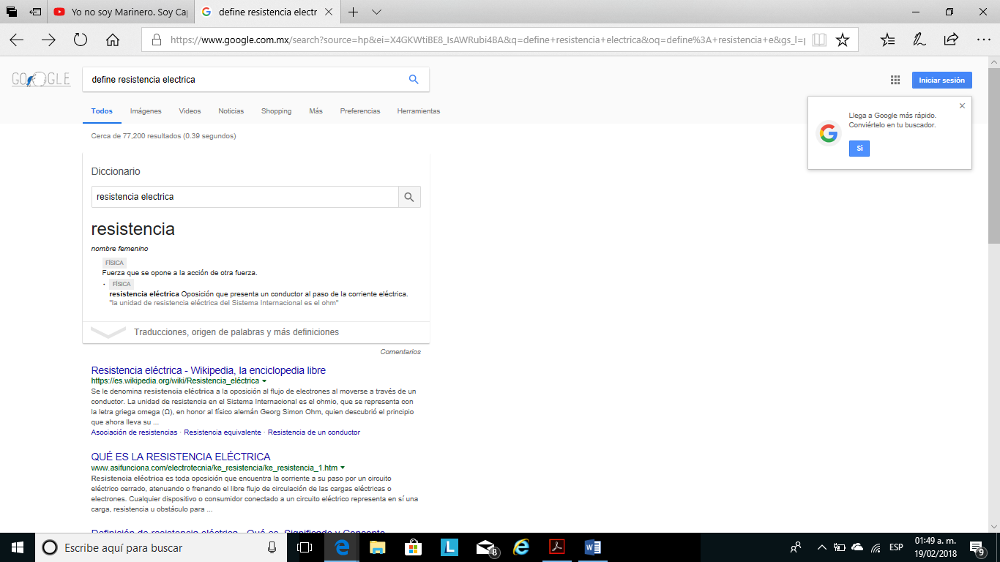 Yo no soy Marinero. Soy Cap
define resistencia electr
https://www.google.com.mx/search?source=hp&ei=X4GKWtiBE8_IsAWRubi4BA&q=define+resistencia+electrica&oq=define%3A+resistencia+e&gs_l=p
GOOGLE
define resistencia electrica
Iniciar sesión
Todos Imágenes Videos Noticias Shopping Más Preferencias Herramientas
Llega a Google más rápido.
Conviértelo en tu buscador.
Sí
Cerca de 77,200 resultados (0.39 segundos)
Diccionario
resistencia electrica
resistencia
nombre femenino
FÍSICA
Fuerza que se opone a la acción de otra fuerza.
FÍSICA
resistencia eléctrica Oposición que presenta un conductor al paso de la corriente eléctrica.
"la unidad de resistencia eléctrica del Sistema Internacional es el ohm"
Traducciones, origen de palabras y más definiciones
Comentarios
Resistencia eléctrica - Wikipedia, la enciclopedia libre
https://es.wikipedia.org/wiki/Resistencia_eléctrica
Se le denomina resistencia eléctrica a la oposición al flujo de electrones al moverse a través de un
conductor. La unidad de resistencia en el Sistema Internacional es el ohmio, que se representa con
la letra griega omega (Ω), en honor al físico alemán Georg Simon Ohm, quien descubrió el principio
que ahora lleva su ...
Asociación de resistencias · Resistencia equivalente · Resistencia de un conductor
QUÉ ES LA RESISTENCIA ELÉCTRICA
www.asifunciona.com/electrotecnia/ke_resistencia/ke_resistencia_1.htm
Resistencia eléctrica es toda oposición que encuentra la corriente a su paso por un circuito
eléctrico cerrado, atenuando o frenando el libre flujo de circulación de las cargas eléctricas o
electrones. Cualquier dispositivo o consumidor conectado a un circuito eléctrico representa en sí una
carga, resistencia u obstáculo para ...
Definición de resistencia eléctrica - Qué es, Significado y Concepto
Escribe aquí para buscar
L
8
ESP
01:49 a. m.
19/02/2018
9